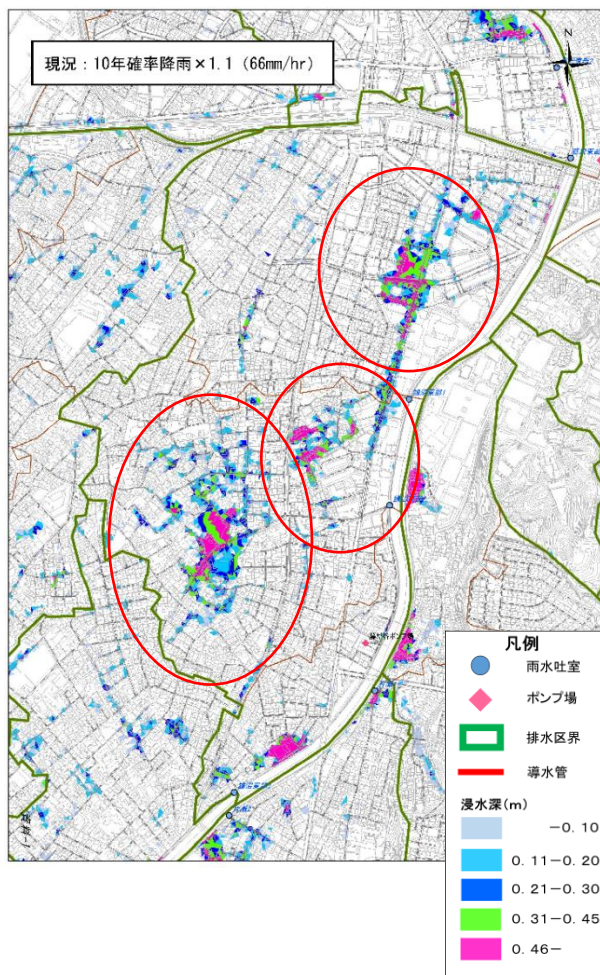 現況：10年確率降雨×1.1（66mm/hr）
N
凡例
雨水吐室
ポンプ場
排水区界
導水管
浸水深(m)
－0.10
0.11－0.20
0.21－0.30
0.31－0.45
0.46－